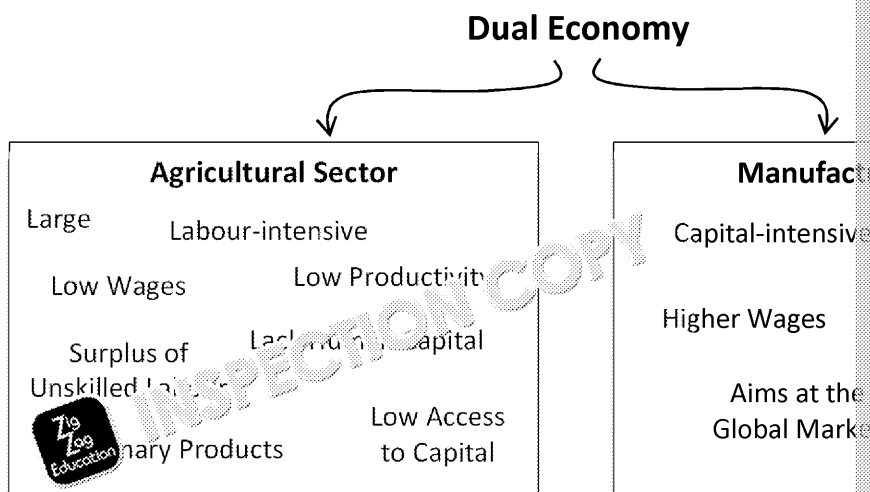 Dual Economy
Agricultural Sector
Large
Labour-intensive
Low Wages
Low Productivity
Surplus of
Unskilled
Capital
Low Access
to Capital
Products
Capital-intensive
Higher Wages
Aims at the
Global
INSPECTION COPY
Zig
Zag
Education